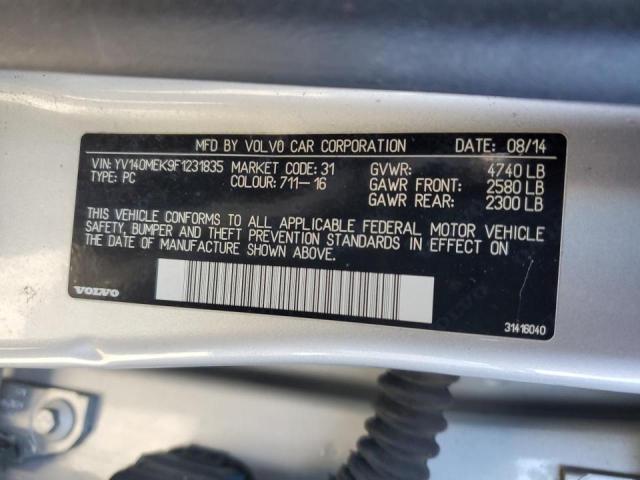 MFD BY VOLVO CAR CORPORATION DATE: 08/14
VIN: YV140MEK9F1231835 MARKET CODE: 31 GVWR: 4740 LB
TYPE: PC COLOUR: 711-16 GAWR FRONT: 2580 LB
GAWR REAR: 2300 LB
THIS VEHICLE CONFORMS TO ALL APPLICABLE FEDERAL MOTOR VEHICLE
SAFETY, BUMPER AND THEFT PREVENTION STANDARDS IN EFFECT ON
THE DATE OF MANUFACTURE SHOWN ABOVE.
VOLVO
31416040